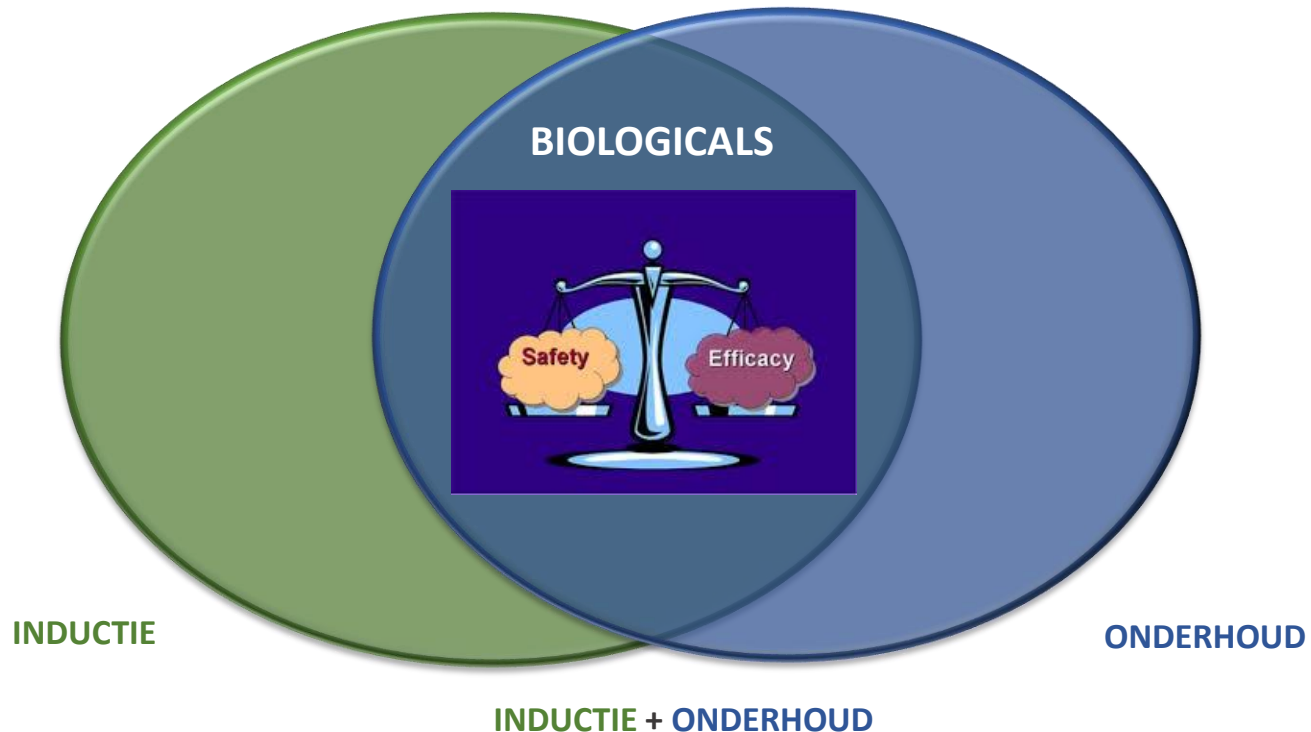 BIOLOGICALS
Safety
Efficacy
INDUCTIE
ONDERHOUD
INDUCTIE + ONDERHOUD